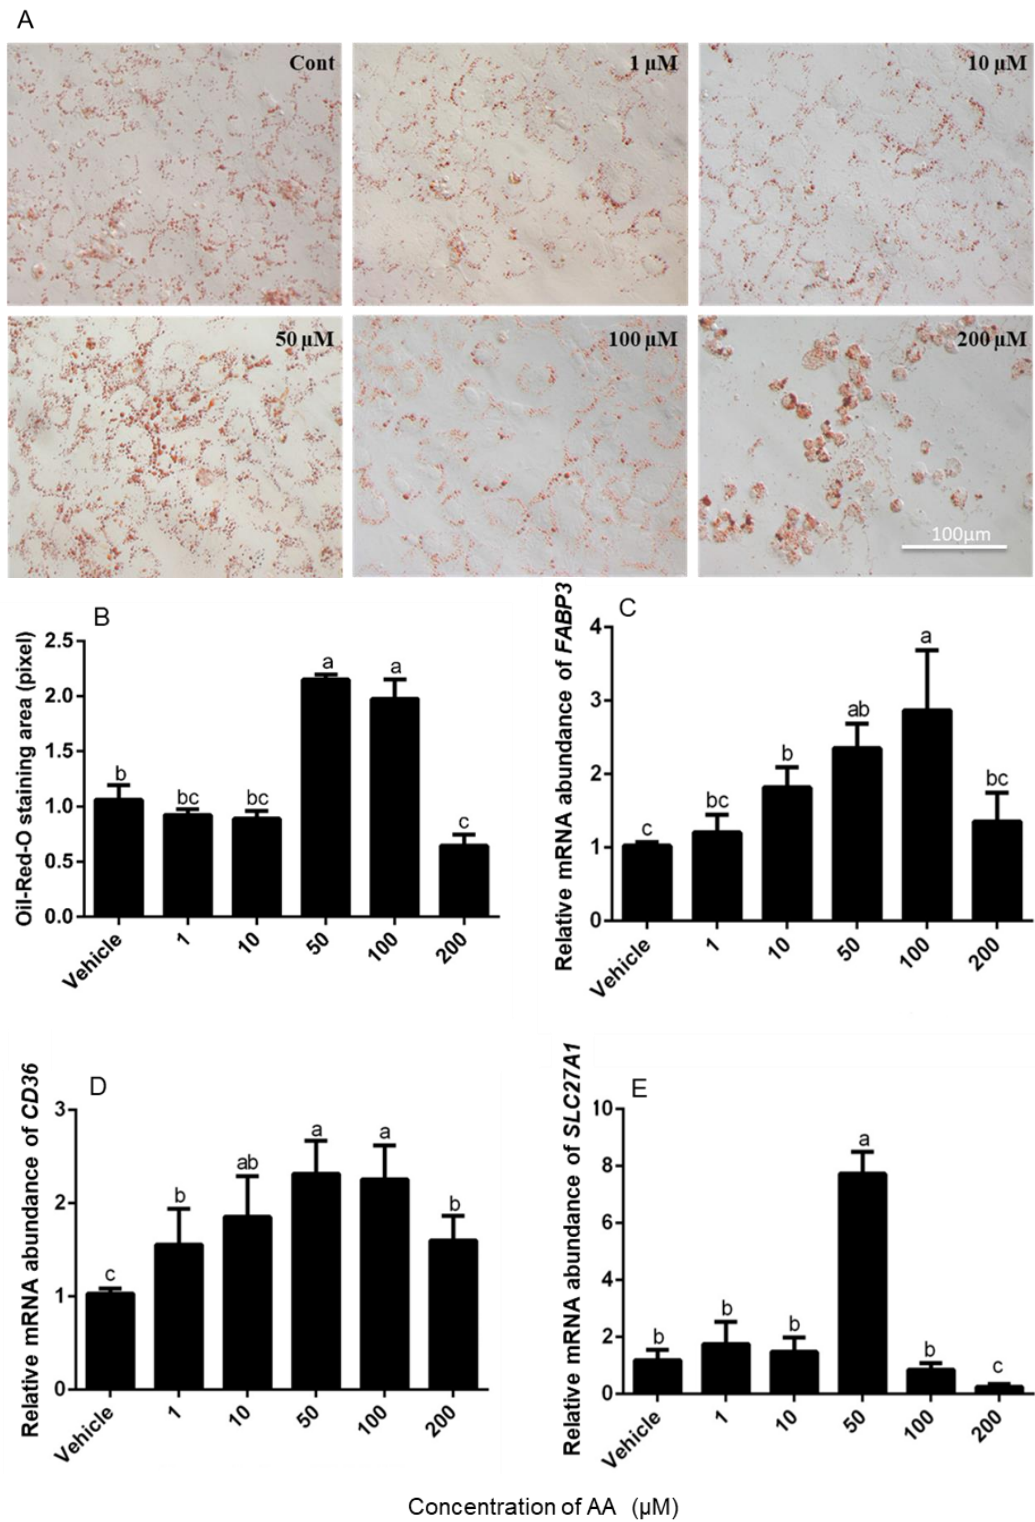 A
Cont
1 µM
10 µM
50 µM
100 µM
200 µM
100µm
B
Oil-Red-O staining area (pixel)
2.5
2.0
1.5
1.0
0.5
0.0
b
bc
bc
a
a
c
Vehicle
1
10
50
100
200
C
Relative mRNA abundance of FABP3
4
3
2
1
0
c
bc
b
ab
a
bc
Vehicle
1
10
50
100
200
D
Relative mRNA abundance of CD36
3
2
1
0
c
b
ab
a
a
b
Vehicle
1
10
50
100
200
E
Relative mRNA abundance of SLC27A1
10
8
6
4
2
0
b
b
b
a
b
c
Vehicle
1
10
50
100
200
Concentration of AA (µM)